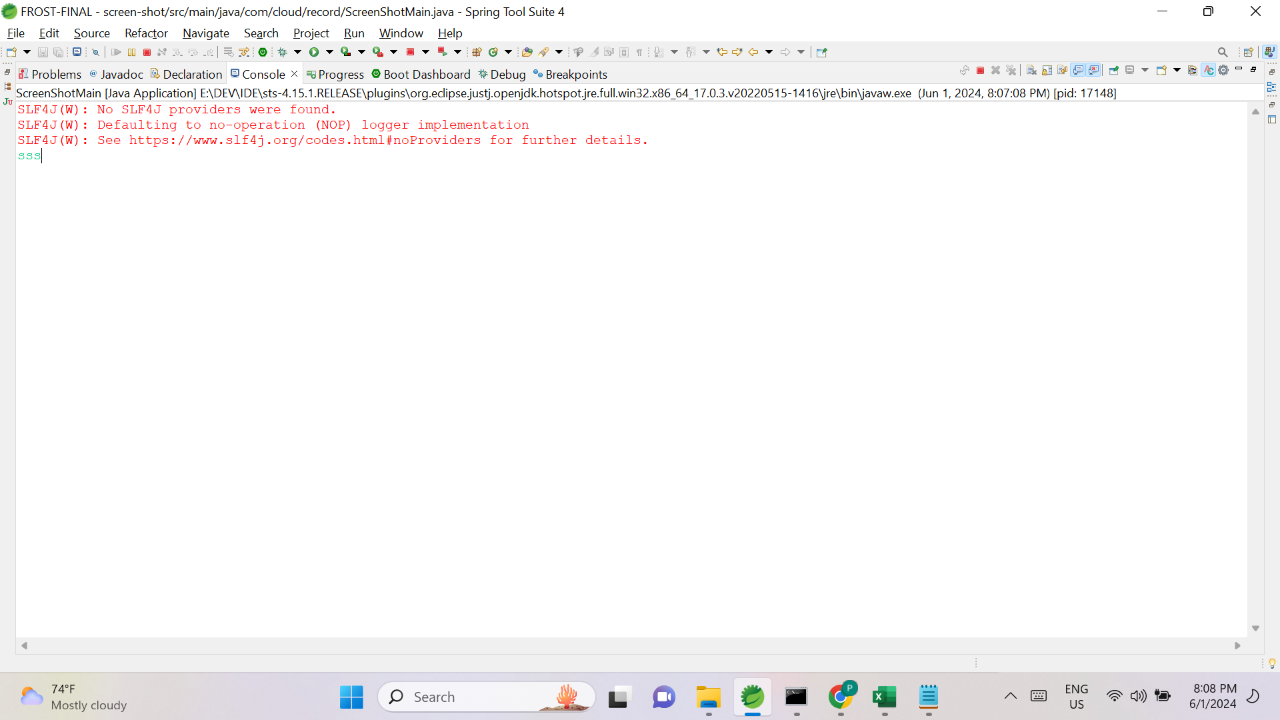 FROST-FINAL - screen-shot/src/main/java/com/cloud/record/ScreenShotMain.java - Spring Tool Suite 4
File Edit Source Refactor Navigate Search Project Run Window Help
Problems Javadoc Declaration Console Progress Boot Dashboard Debug Breakpoints
ScreenShotMain [Java Application] E:\DEV\IDE\sts-4.15.1.RELEASE\plugins\org.eclipse.justj.openjdk.hotspot.jre.full.win32.x86_64_17.0.3.v20220515-1416\jre\bin\javaw.exe (Jun 1, 2024, 8:07:08 PM) [pid: 17148]
SLF4J(W): No SLF4J providers were found.
SLF4J(W): Defaulting to no-operation (NOP) logger implementation
SLF4J(W): See https://www.slf4j.org/codes.html#noProviders for further details.
sss
74°F
Mostly cloudy
Search
P
ENG
US
8:08 PM
6/1/2024